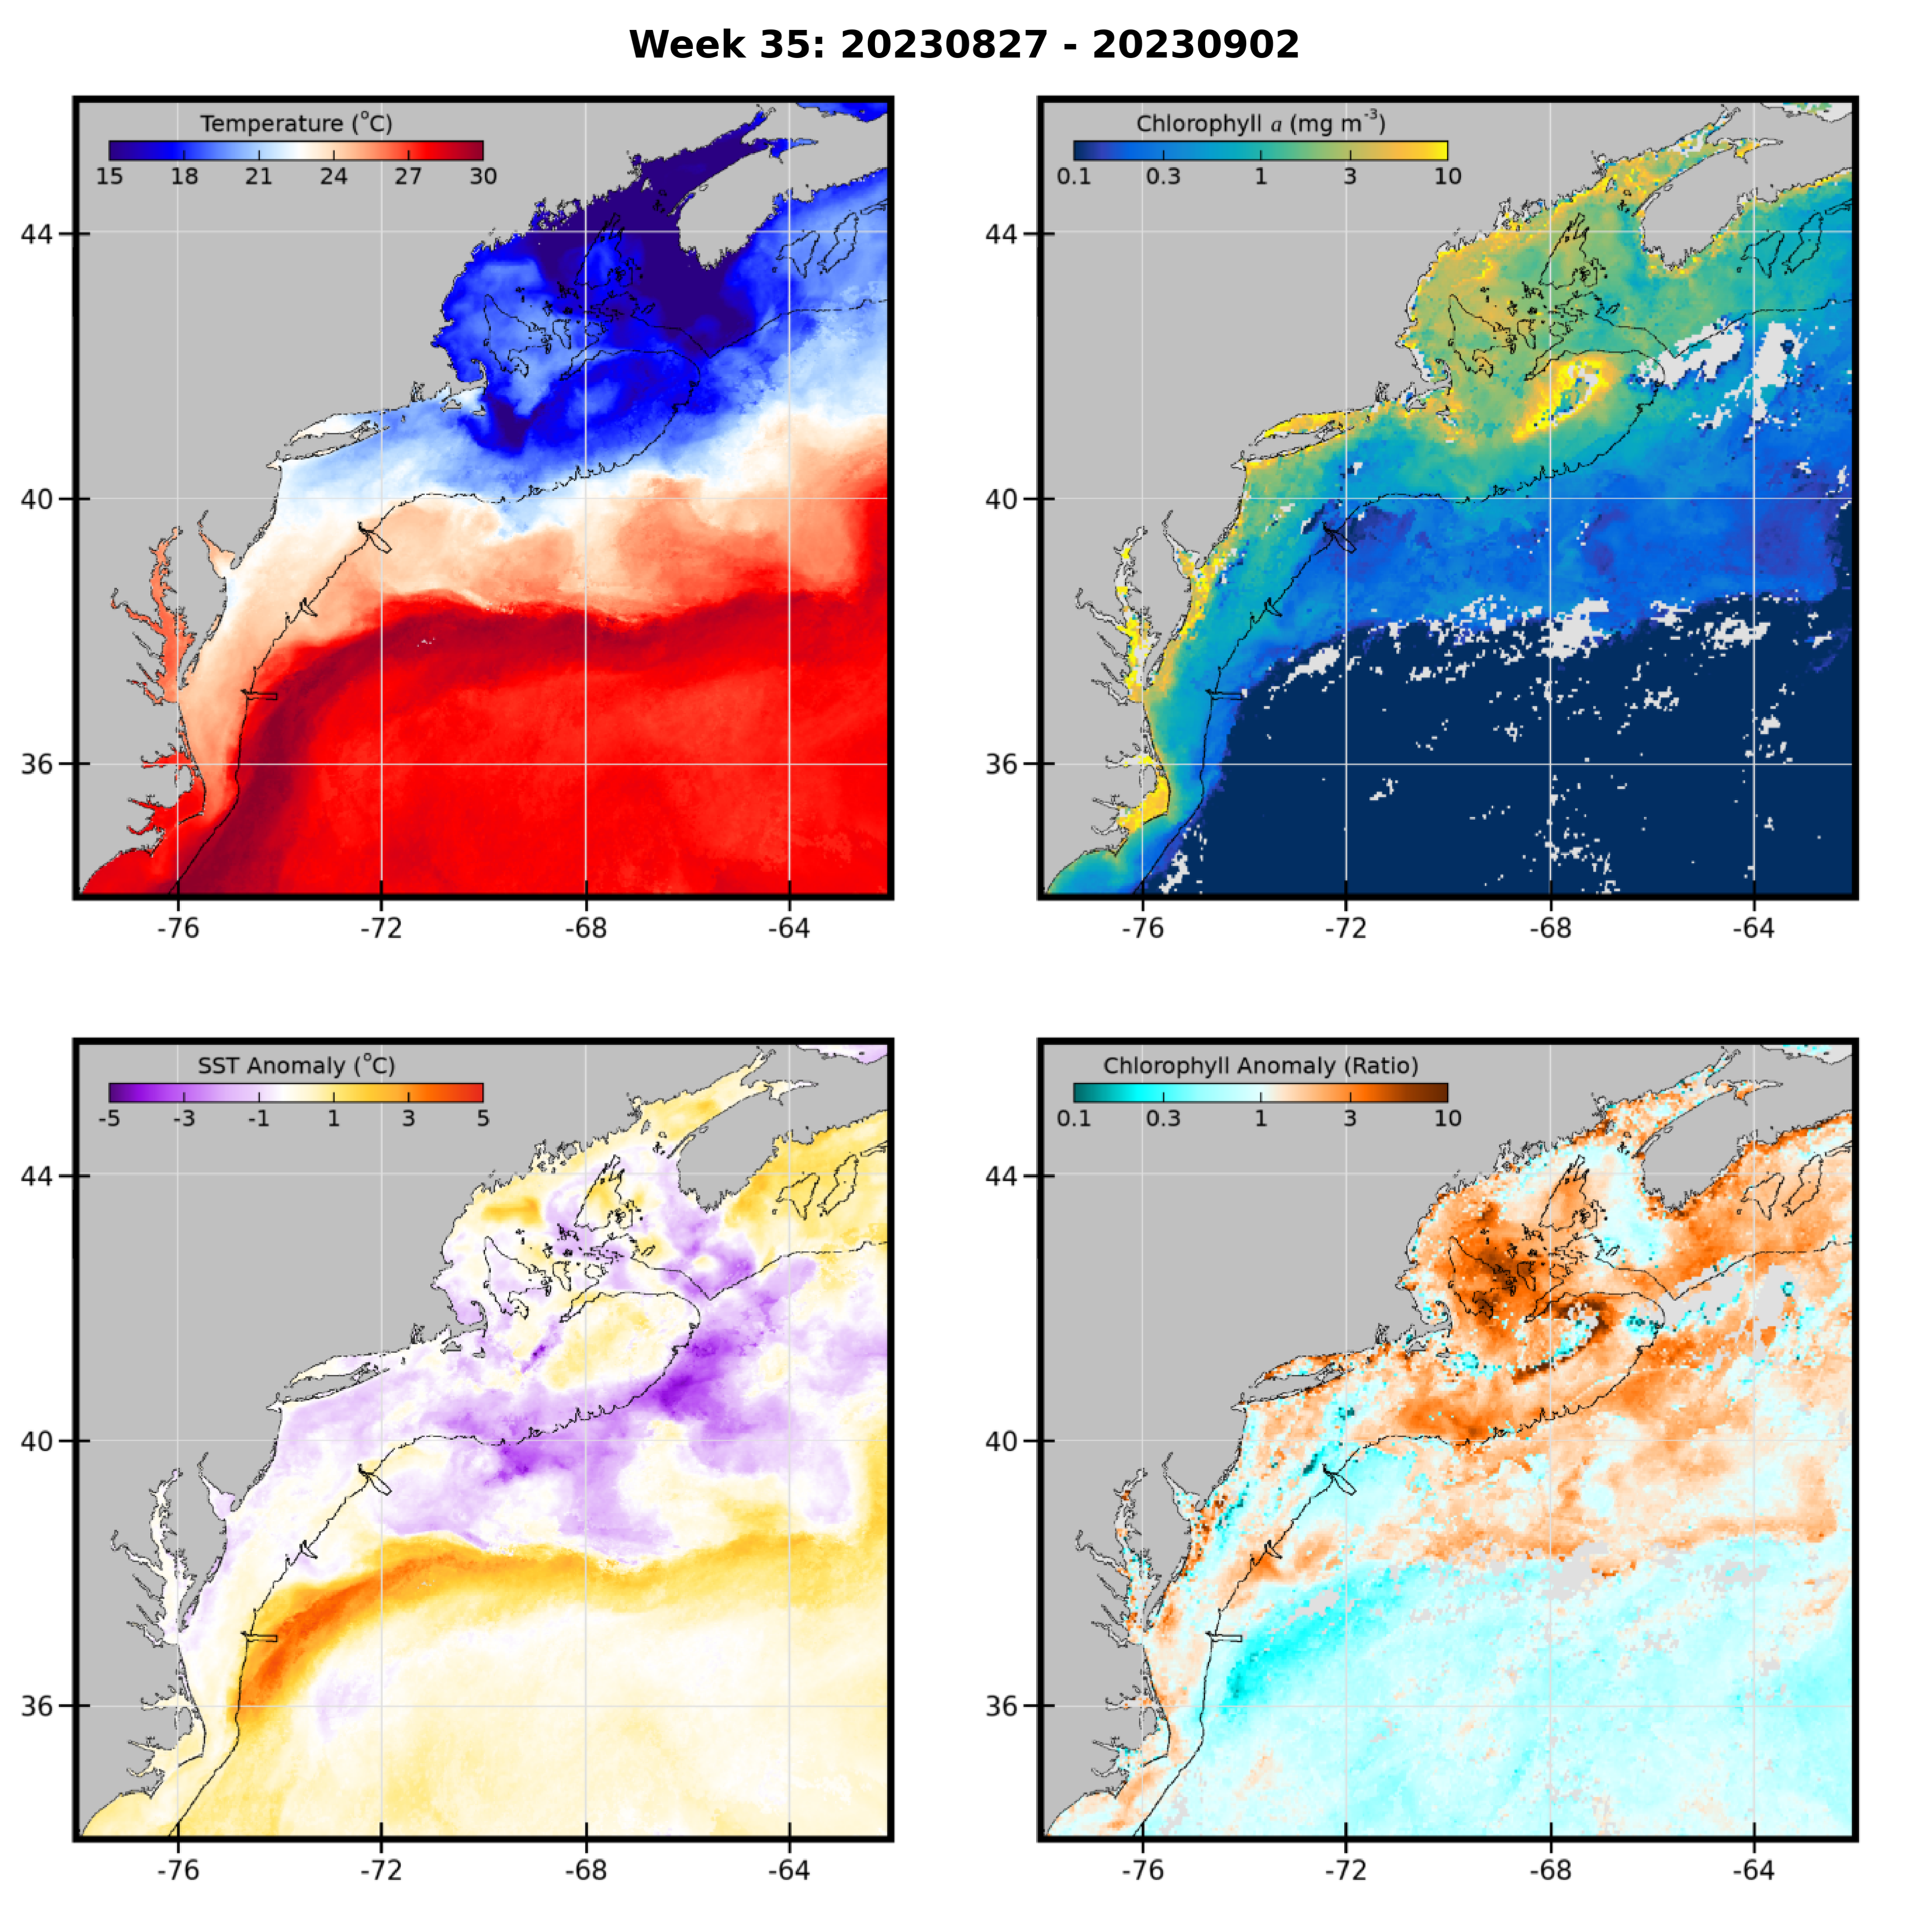 Week 35: 20230827 - 20230902
Temperature (°C)
15 18 21 24 27 30
44
40
36
-76 -72 -68 -64
Chlorophyll a (mg m⁻³)
0.1 0.3 1 3 10
44
40
36
-76 -72 -68 -64
SST Anomaly (°C)
-5 -3 -1 1 3 5
44
40
36
-76 -72 -68 -64
Chlorophyll Anomaly (Ratio)
0.1 0.3 1 3 10
44
40
36
-76 -72 -68 -64